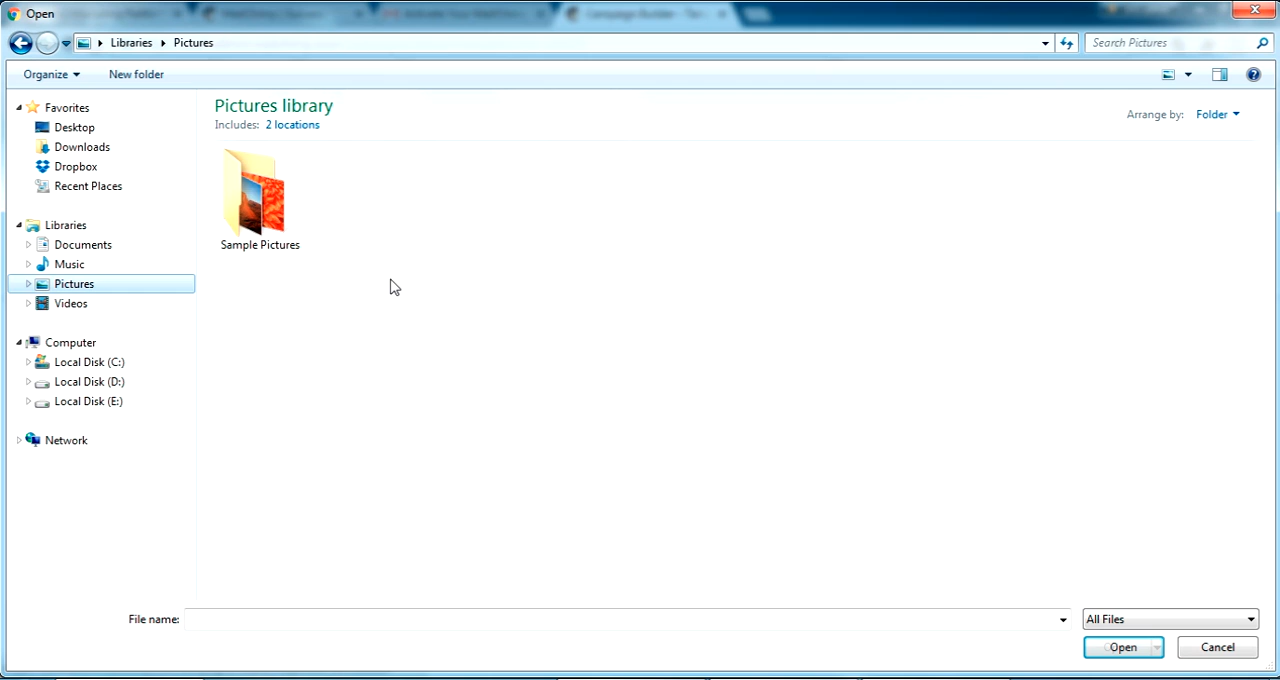 Open
Libraries Pictures
Search Pictures
Organize New folder
Favorites
Desktop
Downloads
Dropbox
Recent Places
Libraries
Documents
Music
Pictures
Videos
Computer
Local Disk (C:)
Local Disk (D:)
Local Disk (E:)
Network
Pictures library
Includes: 2 locations
Arrange by: Folder
Sample Pictures
File name:
All Files
Open
Cancel